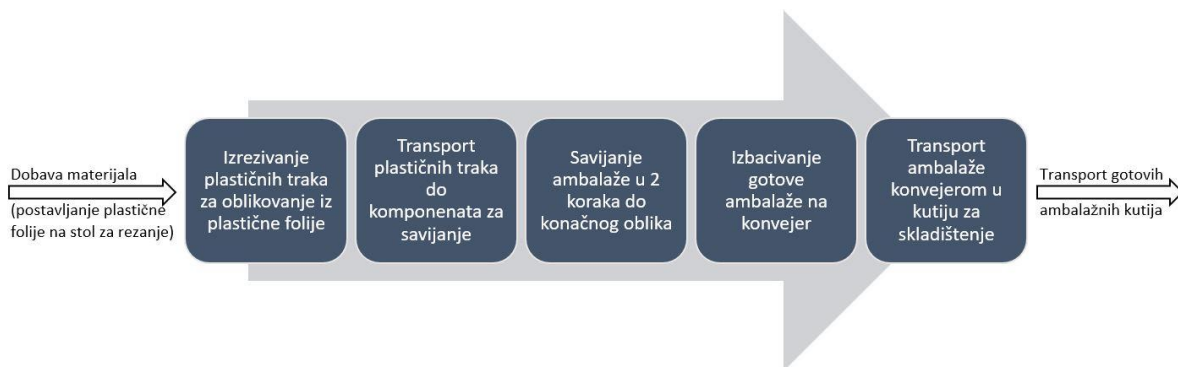 Dobava materijala
(postavljanje plastične
folije na stol za rezanje)
Izrezivanje
plastičnih traka
za oblikovanje iz
plastične folije
Transport
plastičnih traka
do
komponenata za
savijanje
Savijanje
ambalaže u 2
koraka do
konačnog oblika
Izbacivanje
gotove
ambalaže na
konvejer
Transport
ambalaže
konvejerom u
kutiju za
skladištenje
Transport gotovih
ambalažnih kutija